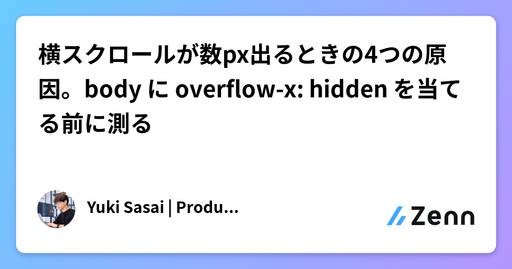 横スクロールが数px出るときの4つの原
因。body に overflow-x: hidden を当て
る前に測る
Yuki Sasai | Produ...
Zenn